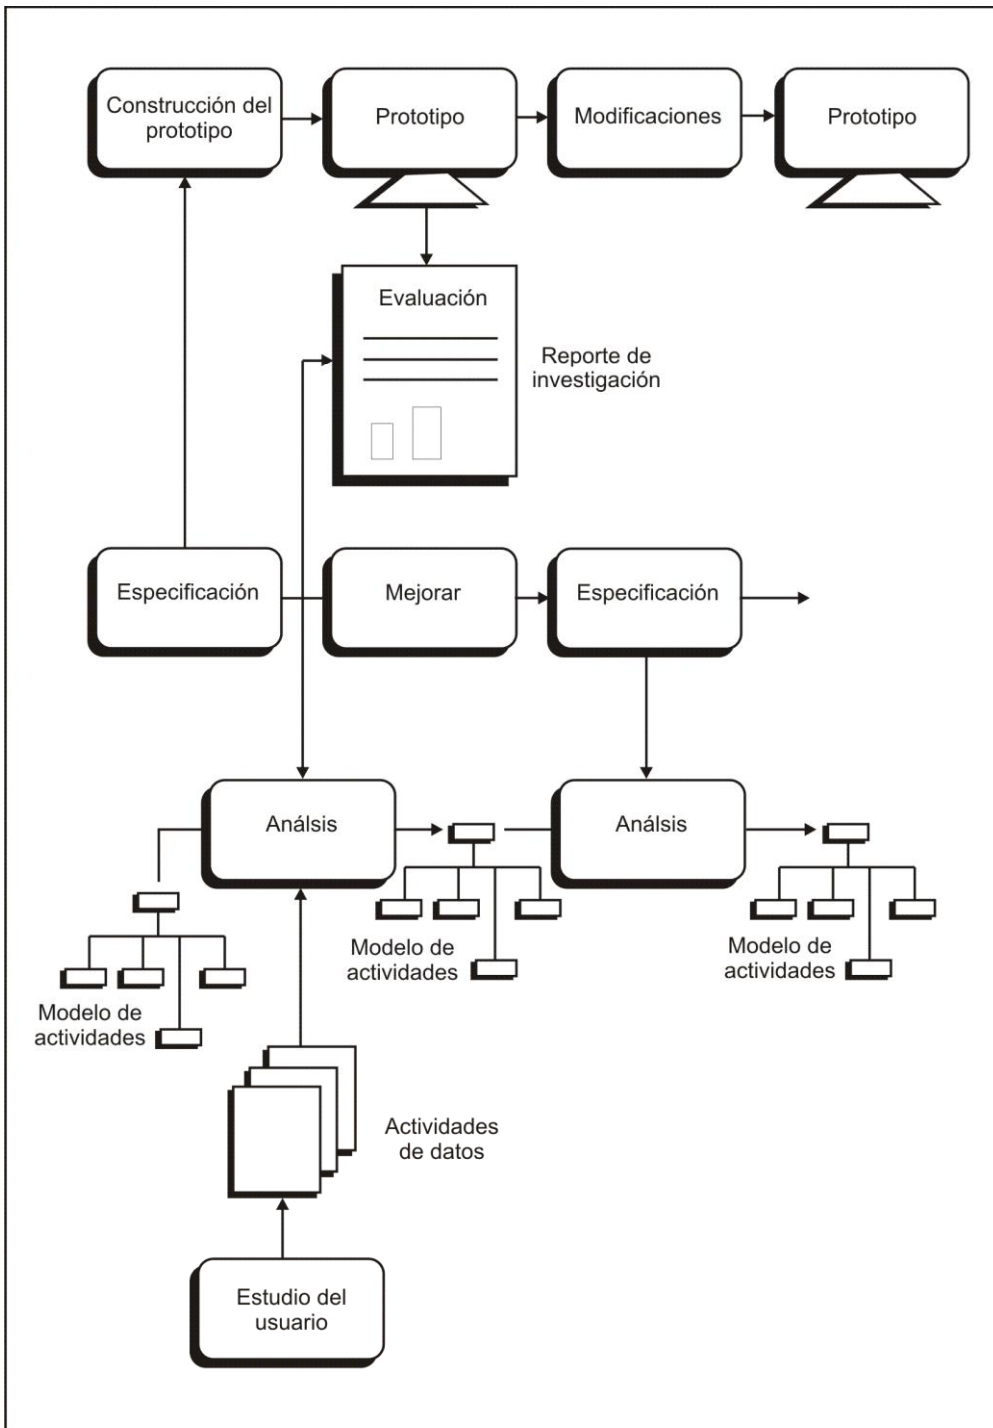 Construcción del
prototipo
Prototipo
Modificaciones
Prototipo
Evaluación
Reporte de
investigación
Especificación
Mejorar
Especificación
Análsis
Análsis
Modelo de
actividades
Modelo de
actividades
Modelo de
actividades
Actividades
de datos
Estudio del
usuario